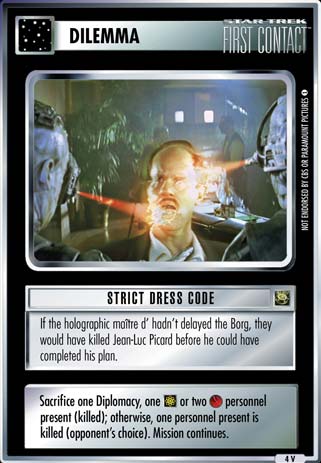 DILEMMA
STAR TREK
FIRST CONTACT
NOT ENDORSED BY CBS OR PARAMOUNT PICTURES
STRICT DRESS CODE
If the holographic maître d' hadn't delayed the Borg, they
would have killed Jean-Luc Picard before he could have
completed his plan.
Sacrifice one Diplomacy, one or two personnel
present (killed); otherwise, one personnel present is
killed (opponent's choice). Mission continues.
4 V